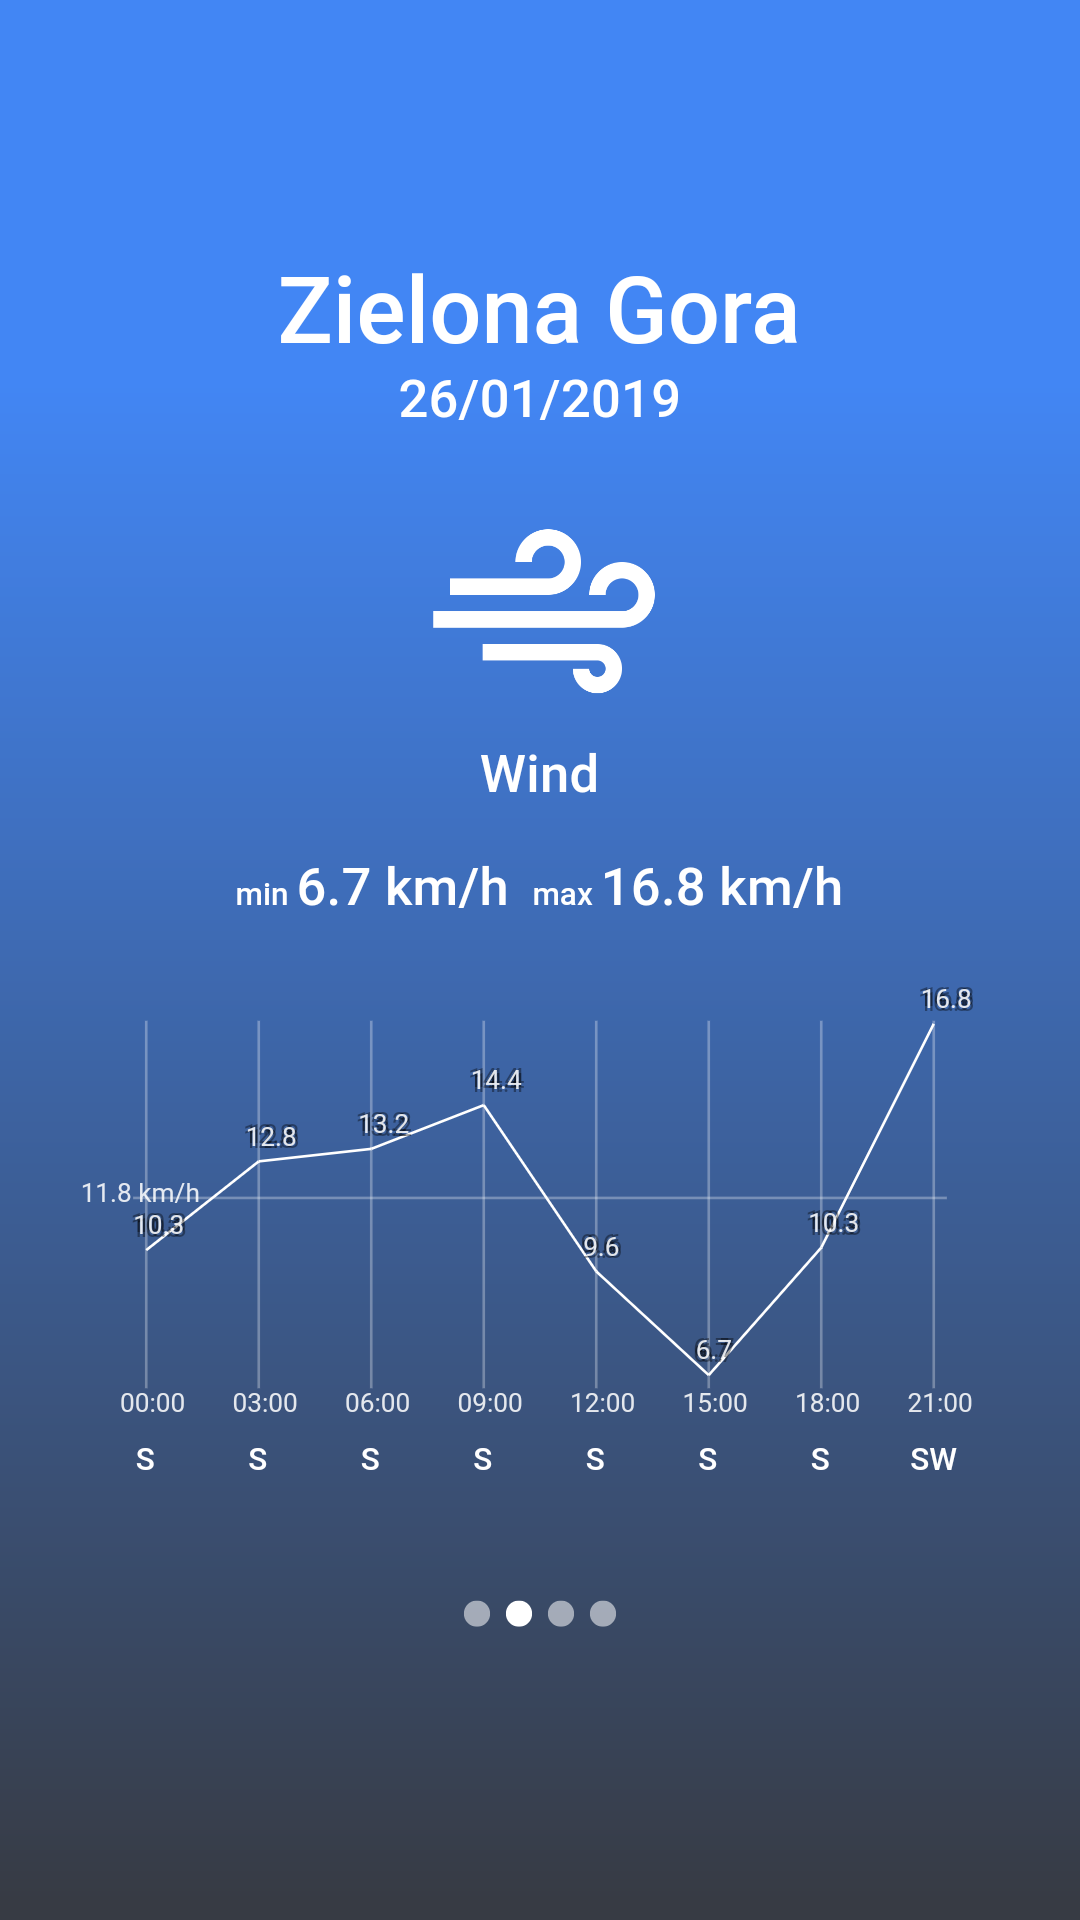 Zielona Gora
26/01/2019
Wind
min 6.7 km/h max 16.8 km/h
16.8
14.4
13.2
12.8
11.8 km/h
10.3
10.3
9.6
6.7
00:00 03:00 06:00 09:00 12:00 15:00 18:00 21:00
S S S S S S S SW